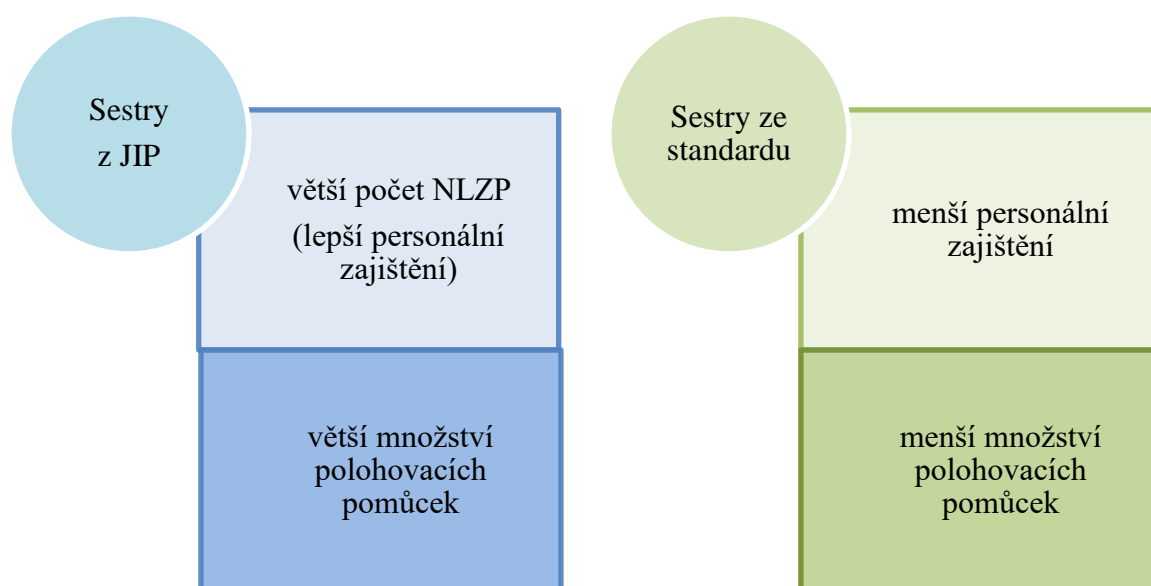 Sestry
z JIP
větší počet NLZP
(lepší personální
zajištění)
větší množství
polohovacích
pomůcek
Sestry ze
standardu
menší personální
zajištění
menší množství
polohovacích
pomůcek